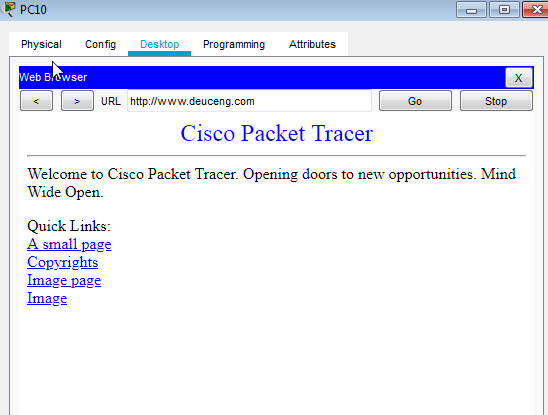 PC10
Physical Config Desktop Programming Attributes
Web Browser X
< > URL http://www.deuceng.com Go Stop
Cisco Packet Tracer
Welcome to Cisco Packet Tracer. Opening doors to new opportunities. Mind
Wide Open.
Quick Links:
A small page
Copyrights
Image page
Image